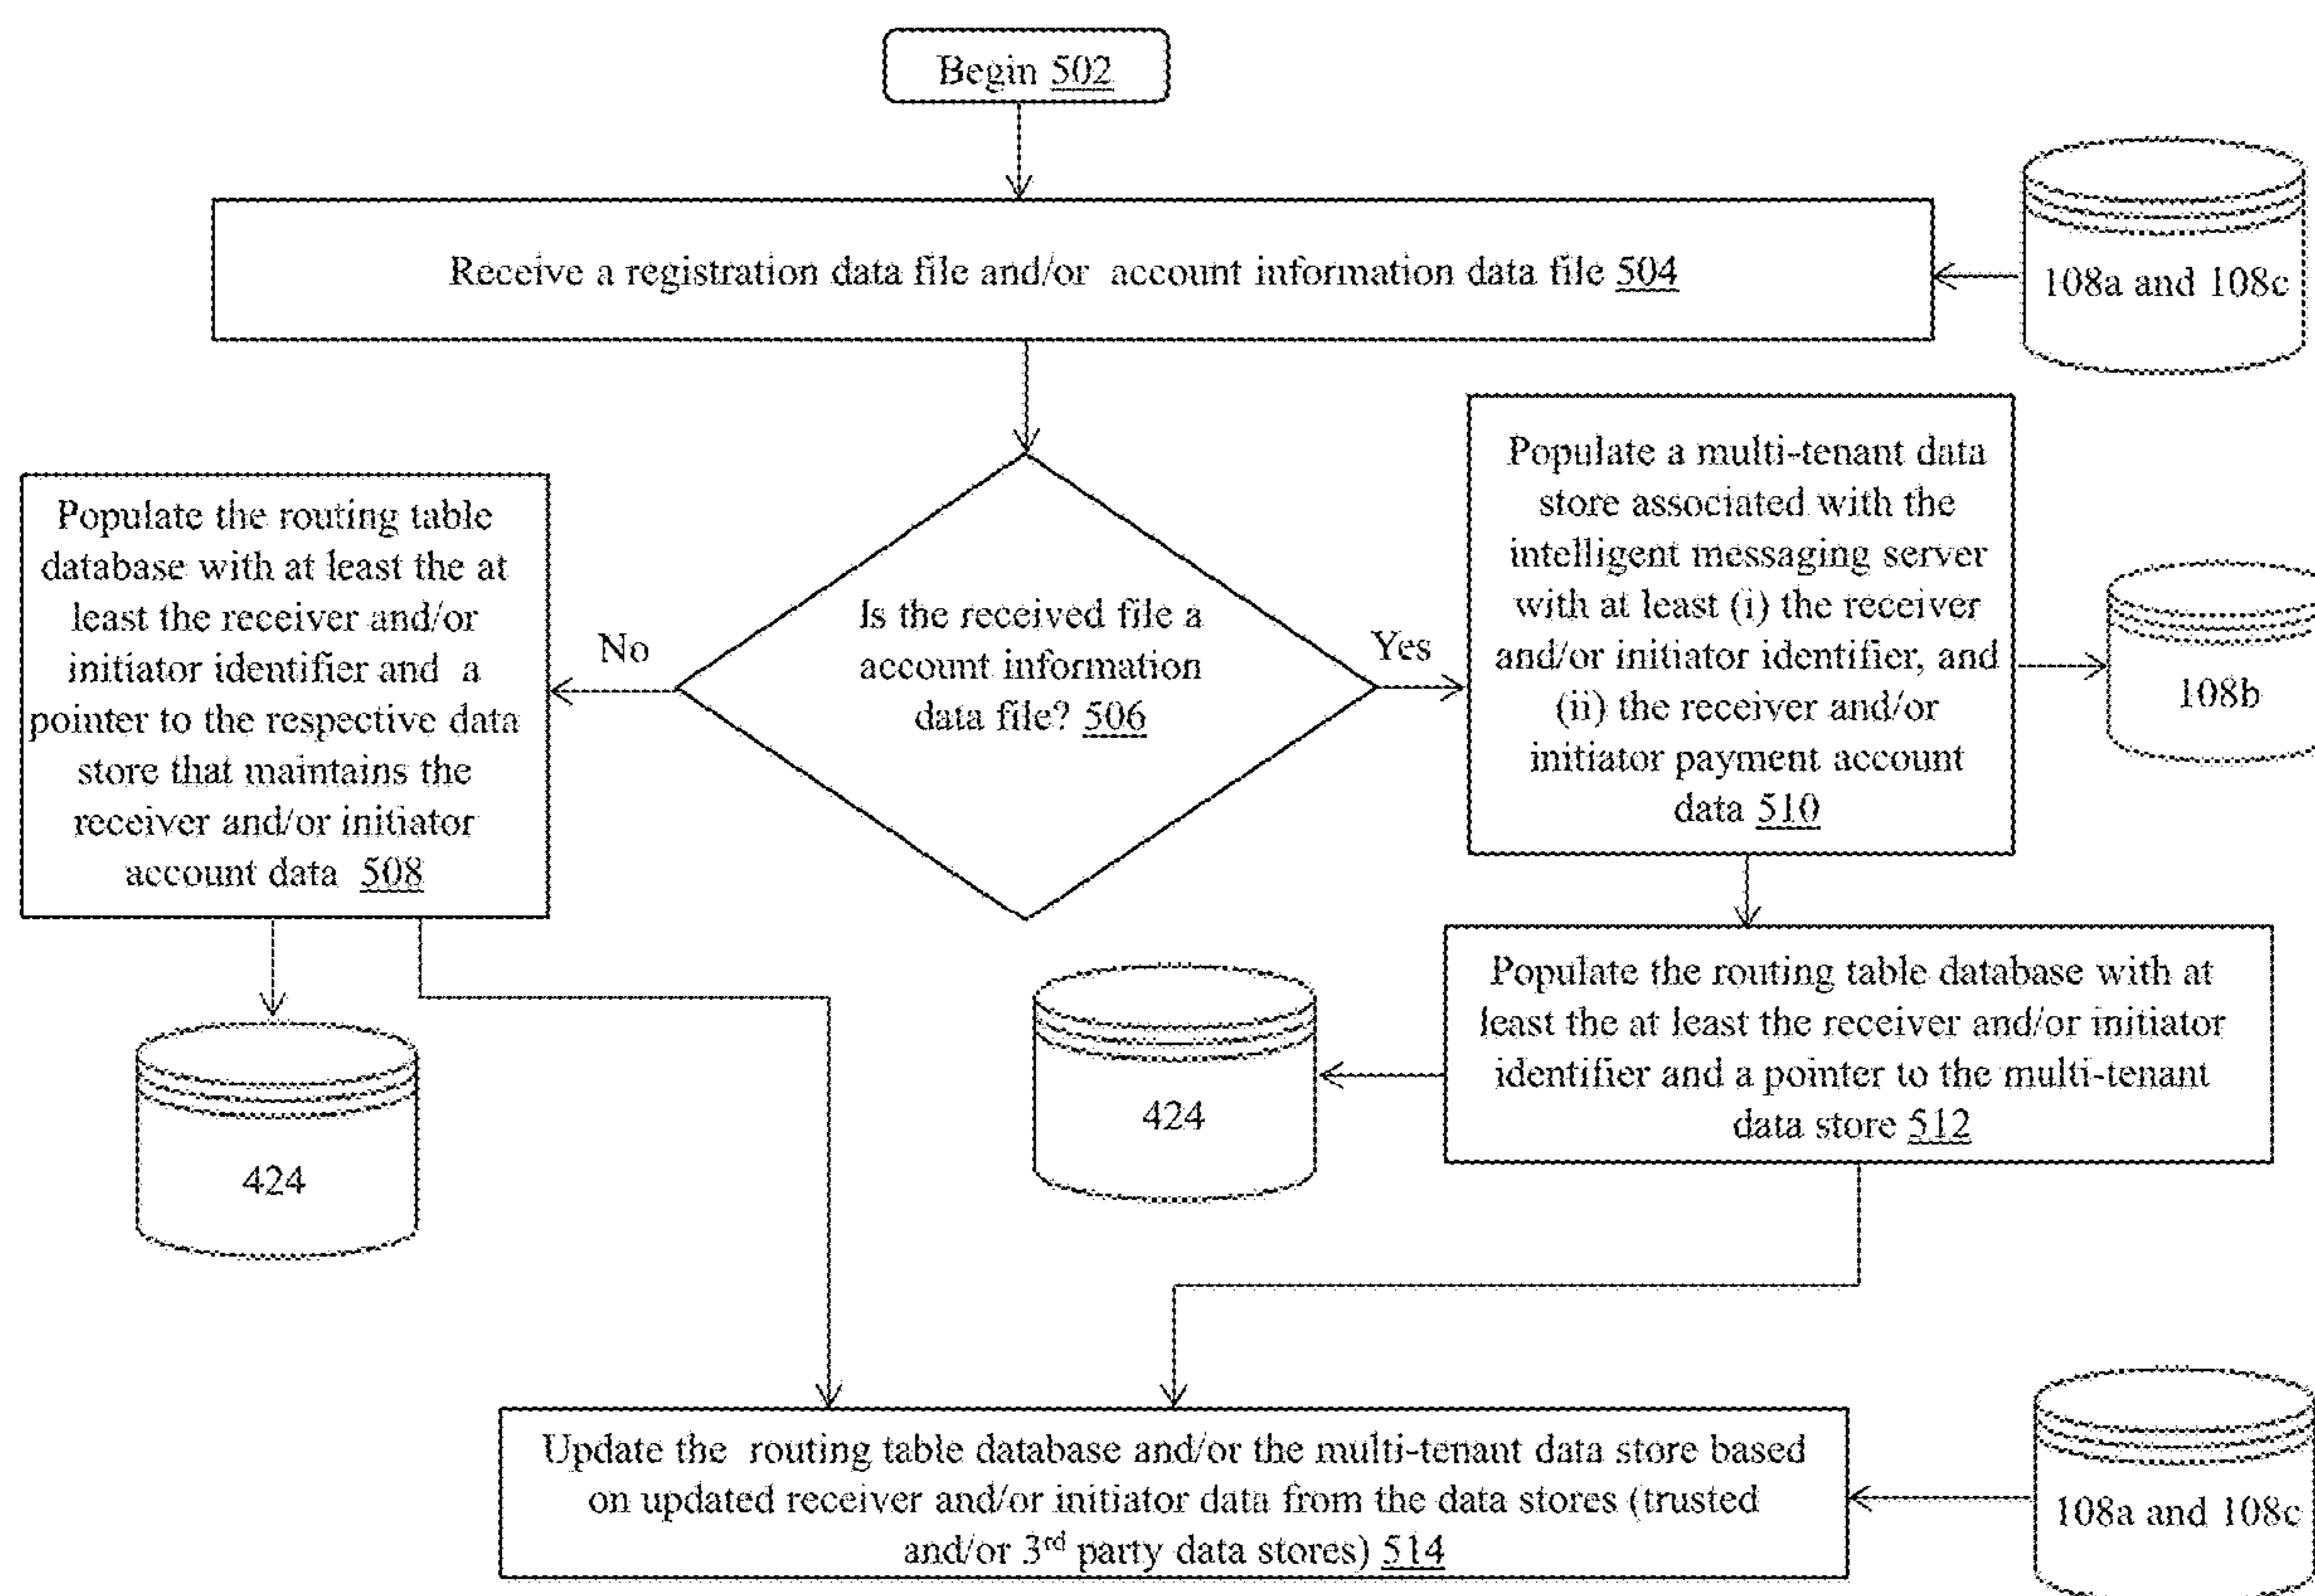 Begin 502
Receive a registration data file and/or account information data file 504
108a and 108c
Populate the routing table
database with at least the at
least the receiver and/or
initiator identifier and a
pointer to the respective data
store that maintains the
receiver and/or initiator
account data 508
No
Is the received file a
account information
data file? 506
Yes
Populate a multi-tenant data
store associated with the
intelligent messaging server
with at least (i) the receiver
and/or initiator identifier, and
(ii) the receiver and/or
initiator payment account
data 510
108b
424
424
Populate the routing table database with at
least the at least the receiver and/or initiator
identifier and a pointer to the multi-tenant
data store 512
Update the routing table database and/or the multi-tenant data store based
on updated receiver and/or initiator data from the data stores (trusted
and/or 3rd party data stores) 514
108a and 108c